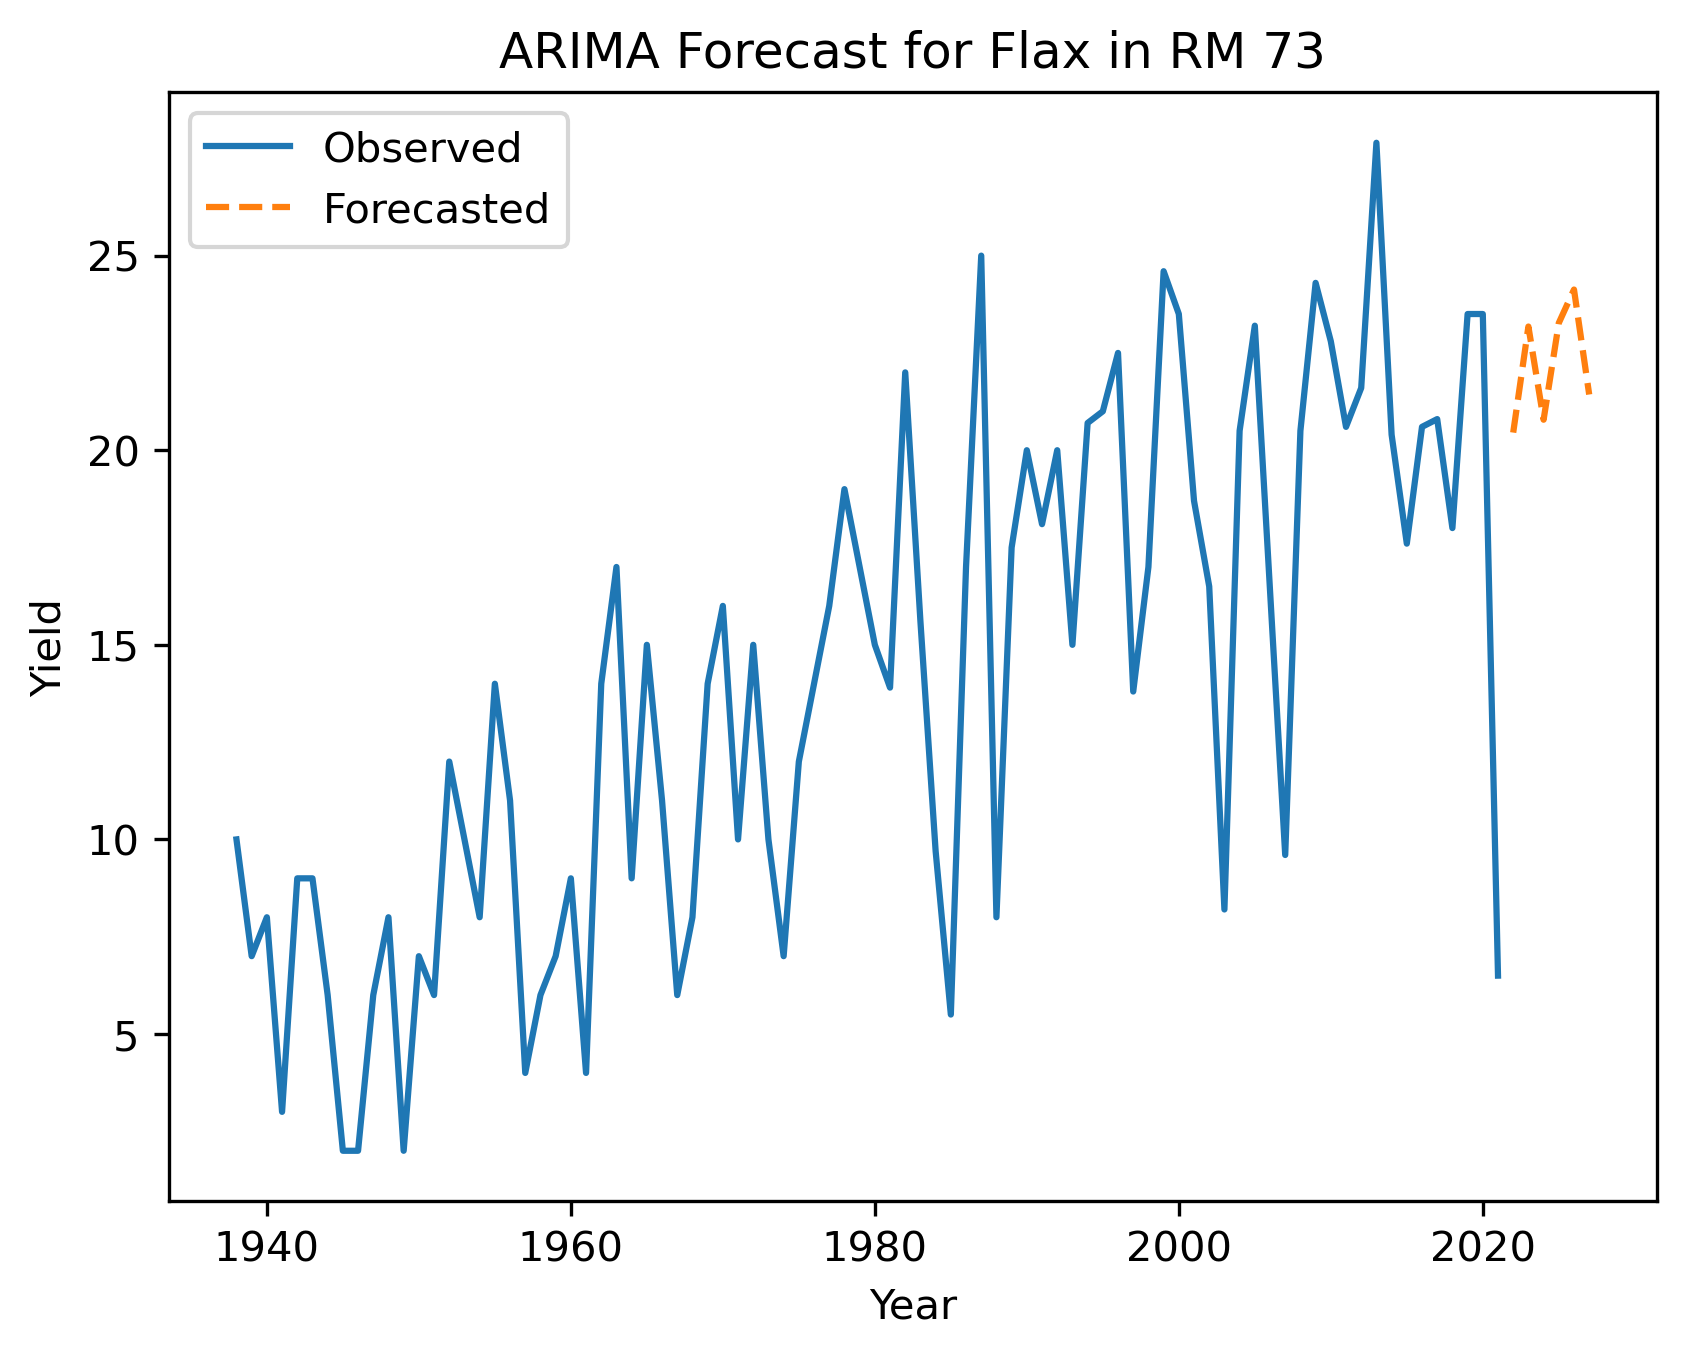 ARIMA Forecast for Flax in RM 73
Observed
Forecasted
25
20
15
10
5
Yield
1940 1960 1980 2000 2020
Year